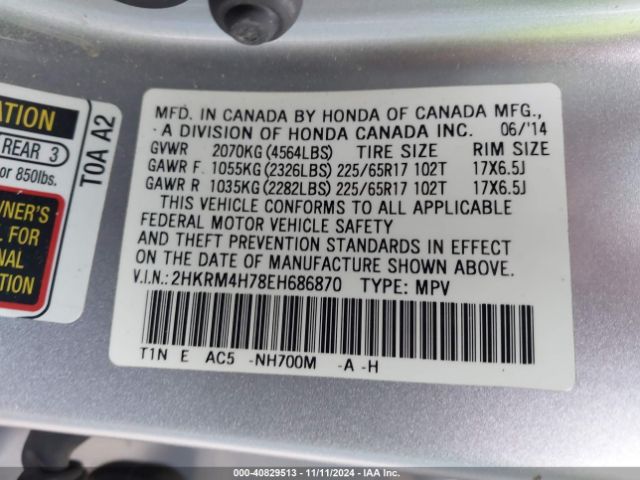 ATION
REAR 3
or 850lbs.
TOA A2
WNER'S
L FOR
NAL
TION
MFD. IN CANADA BY HONDA OF CANADA MFG.,
A DIVISION OF HONDA CANADA INC. 06/'14
GVWR 2070KG (4564LBS) TIRE SIZE RIM SIZE
GAWR F. 1055KG (2326LBS) 225/65R17 102T 17X6.5J
GAWR R 1035KG (2282LBS) 225/65R17 102T 17X6.5J
THIS VEHICLE CONFORMS TO ALL APPLICABLE
FEDERAL MOTOR VEHICLE SAFETY
AND THEFT PREVENTION STANDARDS IN EFFECT
ON THE DATE OF MANUFACTURE SHOWN ABOVE.
V.I.N.: 2HKRM4H78EH686870 TYPE: MPV
T1N E AC5 -NH700M -A -H
000-40829513 - 11/11/2024 - IAA Inc.